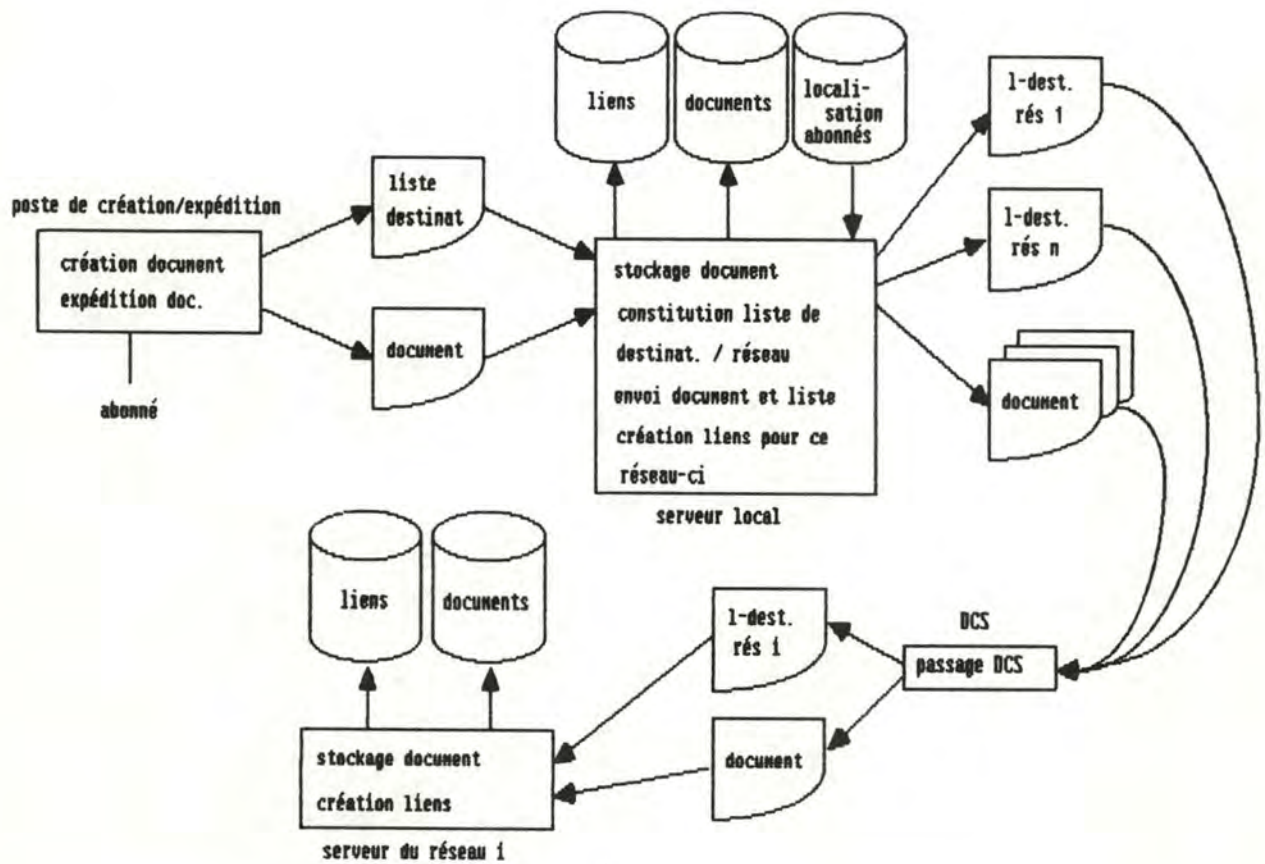 liens
documents
locali-
sation
abonnés
l-dest.
rés 1
liste
destinat
poste de création/expédition
création document
expédition doc.
abonné
document
l-dest.
rés n
stockage document
constitution liste de
destinat. / réseau
envoi document et liste
création liens pour ce
réseau-ci
serveur local
document
liens
documents
l-dest.
rés i
DCS
passage DCS
document
stockage document
création liens
serveur du réseau i